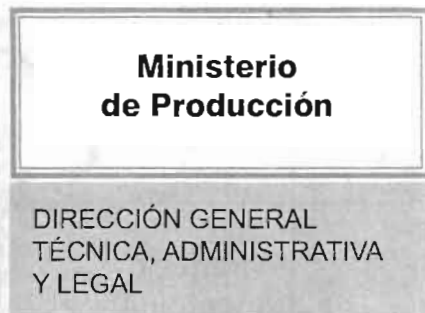 Ministerio
de Producción
DIRECCIÓN GENERAL
TÉCNICA, ADMINISTRATIVA
Y LEGAL